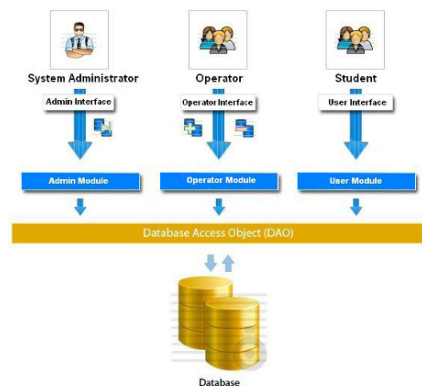 System Administrator
Operator
Student
Admin Interface
Operator Interface
User Interface
Admin Module
Operator Module
User Module
Database Access Object (DAO)
Database